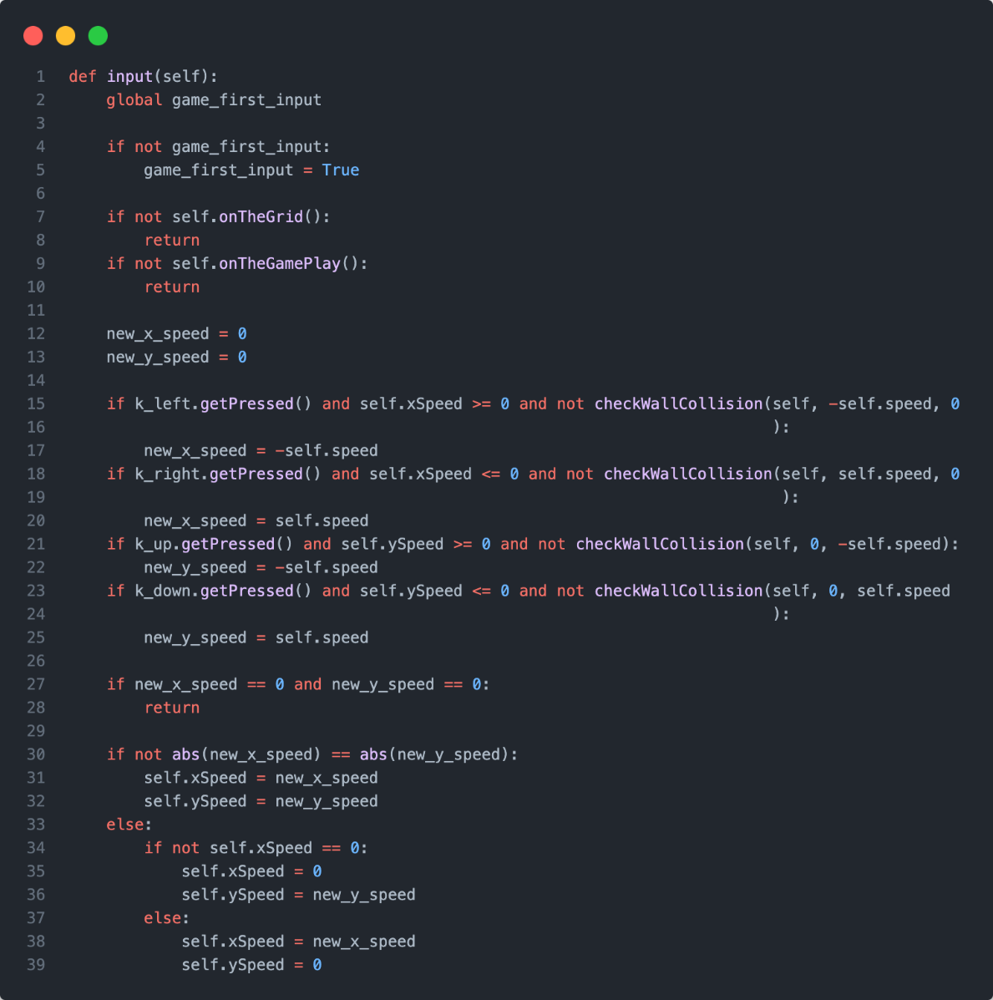 1 def input(self):
2     global game_first_input
3
4     if not game_first_input:
5         game_first_input = True
6
7     if not self.onTheGrid():
8         return
9     if not self.onTheGamePlay():
10         return
11
12     new_x_speed = 0
13     new_y_speed = 0
14
15     if k_left.getPressed() and self.xSpeed >= 0 and not checkWallCollision(self, -self.speed, 0
16                                                                            ):
17         new_x_speed = -self.speed
18     if k_right.getPressed() and self.xSpeed <= 0 and not checkWallCollision(self, self.speed, 0
19                                                                             ):
20         new_x_speed = self.speed
21     if k_up.getPressed() and self.ySpeed >= 0 and not checkWallCollision(self, 0, -self.speed):
22         new_y_speed = -self.speed
23     if k_down.getPressed() and self.ySpeed <= 0 and not checkWallCollision(self, 0, self.speed
24                                                                            ):
25         new_y_speed = self.speed
26
27     if new_x_speed == 0 and new_y_speed == 0:
28         return
29
30     if not abs(new_x_speed) == abs(new_y_speed):
31         self.xSpeed = new_x_speed
32         self.ySpeed = new_y_speed
33     else:
34         if not self.xSpeed == 0:
35             self.xSpeed = 0
36             self.ySpeed = new_y_speed
37         else:
38             self.xSpeed = new_x_speed
39             self.ySpeed = 0